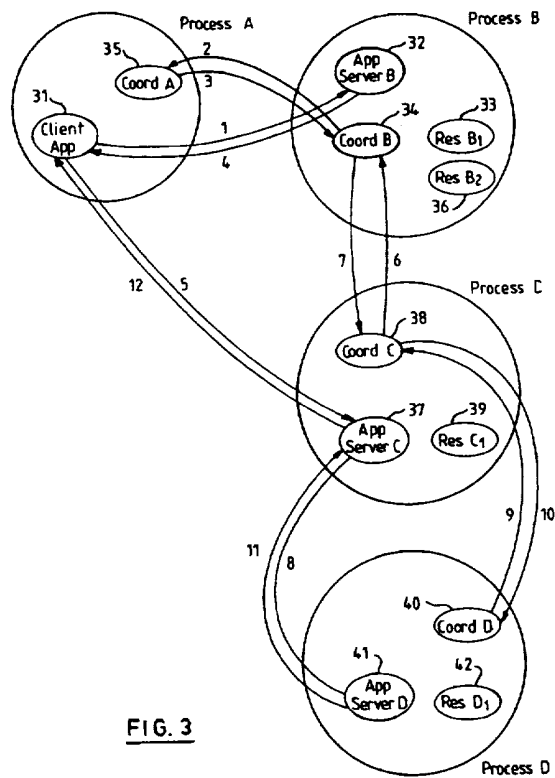 Process A
Process B
35
2
3
Coord A
31
Client
App
1
4
App
Server B
32
34
Coord B
33
Res B1
Res B2
36
7
6
12
5
Process C
38
Coord C
37
App
Server C
39
Res C1
9
10
11
8
40
Coord D
41
App
Server D
42
Res D1
FIG. 3
Process D